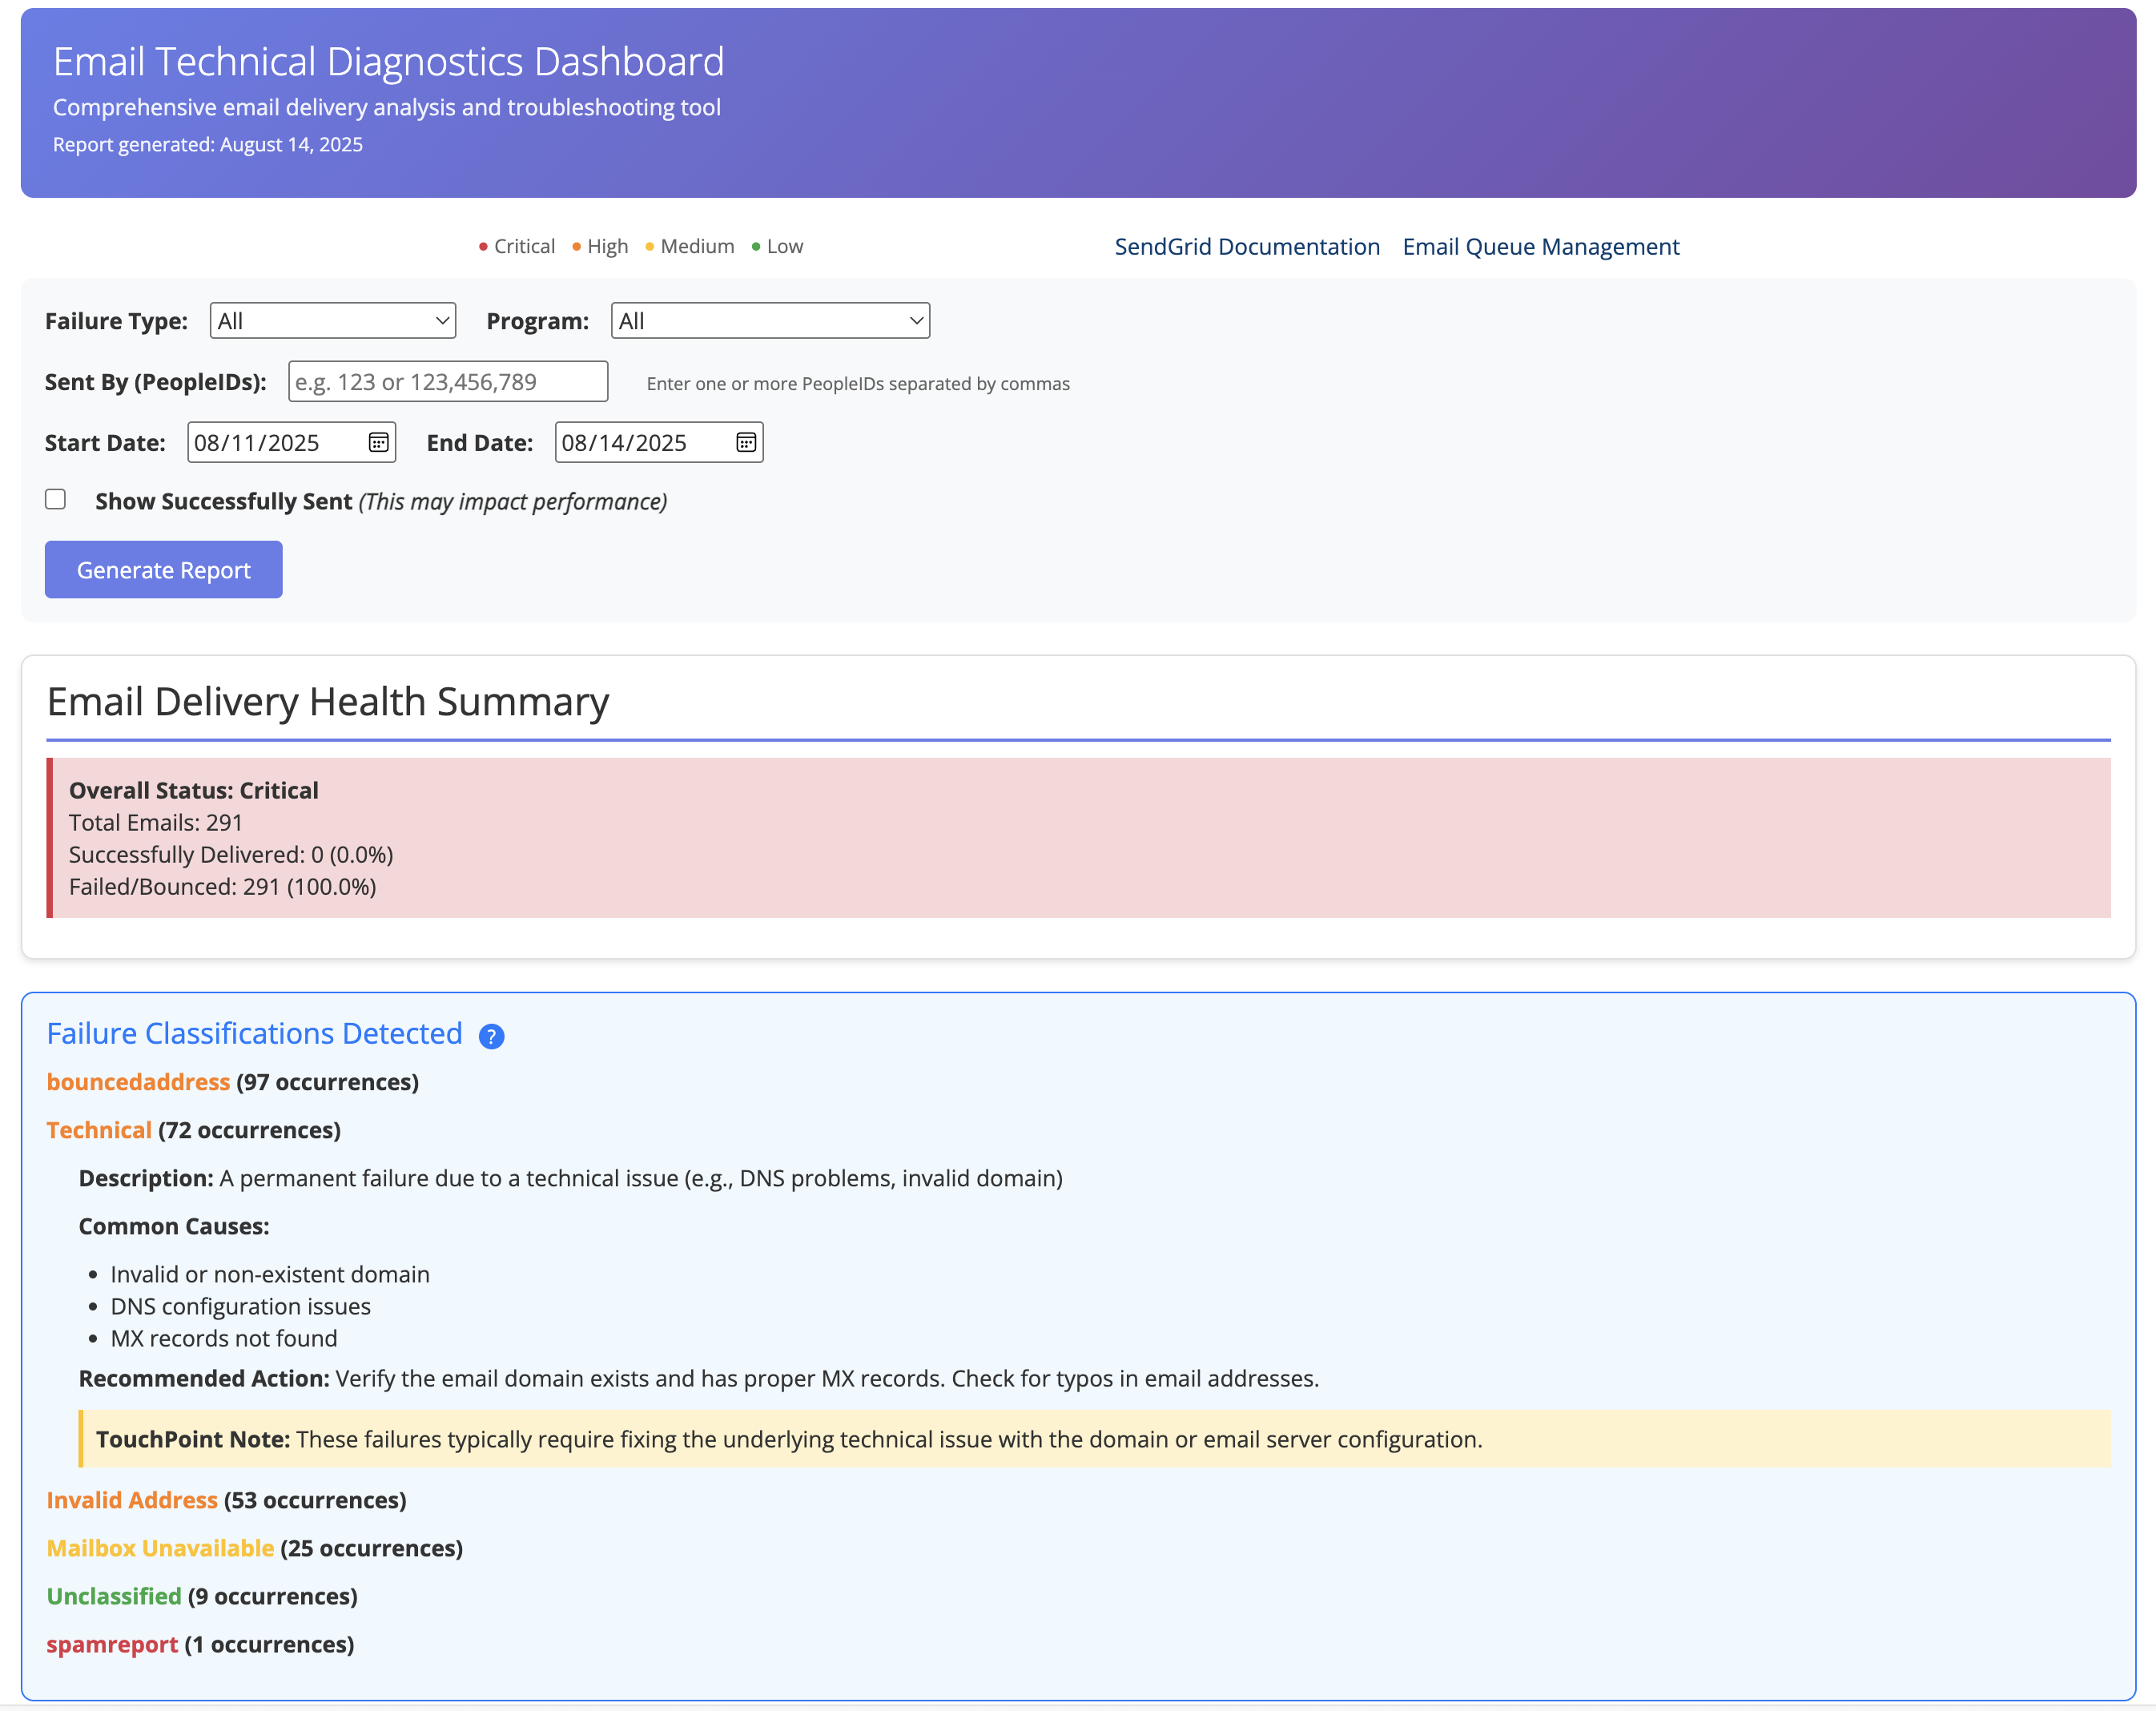 Email Technical Diagnostics Dashboard
Comprehensive email delivery analysis and troubleshooting tool
Report generated: August 14, 2025
Critical High Medium Low
SendGrid Documentation Email Queue Management
Failure Type: All Program: All
Sent By (PeopleIDs): e.g. 123 or 123,456,789 Enter one or more PeopleIDs separated by commas
Start Date: 08/11/2025 End Date: 08/14/2025
Show Successfully Sent (This may impact performance)
Generate Report
Email Delivery Health Summary
Overall Status: Critical
Total Emails: 291
Successfully Delivered: 0 (0.0%)
Failed/Bounced: 291 (100.0%)
Failure Classifications Detected ?
bouncedaddress (97 occurrences)
Technical (72 occurrences)
Description: A permanent failure due to a technical issue (e.g., DNS problems, invalid domain)
Common Causes:
• Invalid or non-existent domain
• DNS configuration issues
• MX records not found
Recommended Action: Verify the email domain exists and has proper MX records. Check for typos in email addresses.
TouchPoint Note: These failures typically require fixing the underlying technical issue with the domain or email server configuration.
Invalid Address (53 occurrences)
Mailbox Unavailable (25 occurrences)
Unclassified (9 occurrences)
spamreport (1 occurrences)